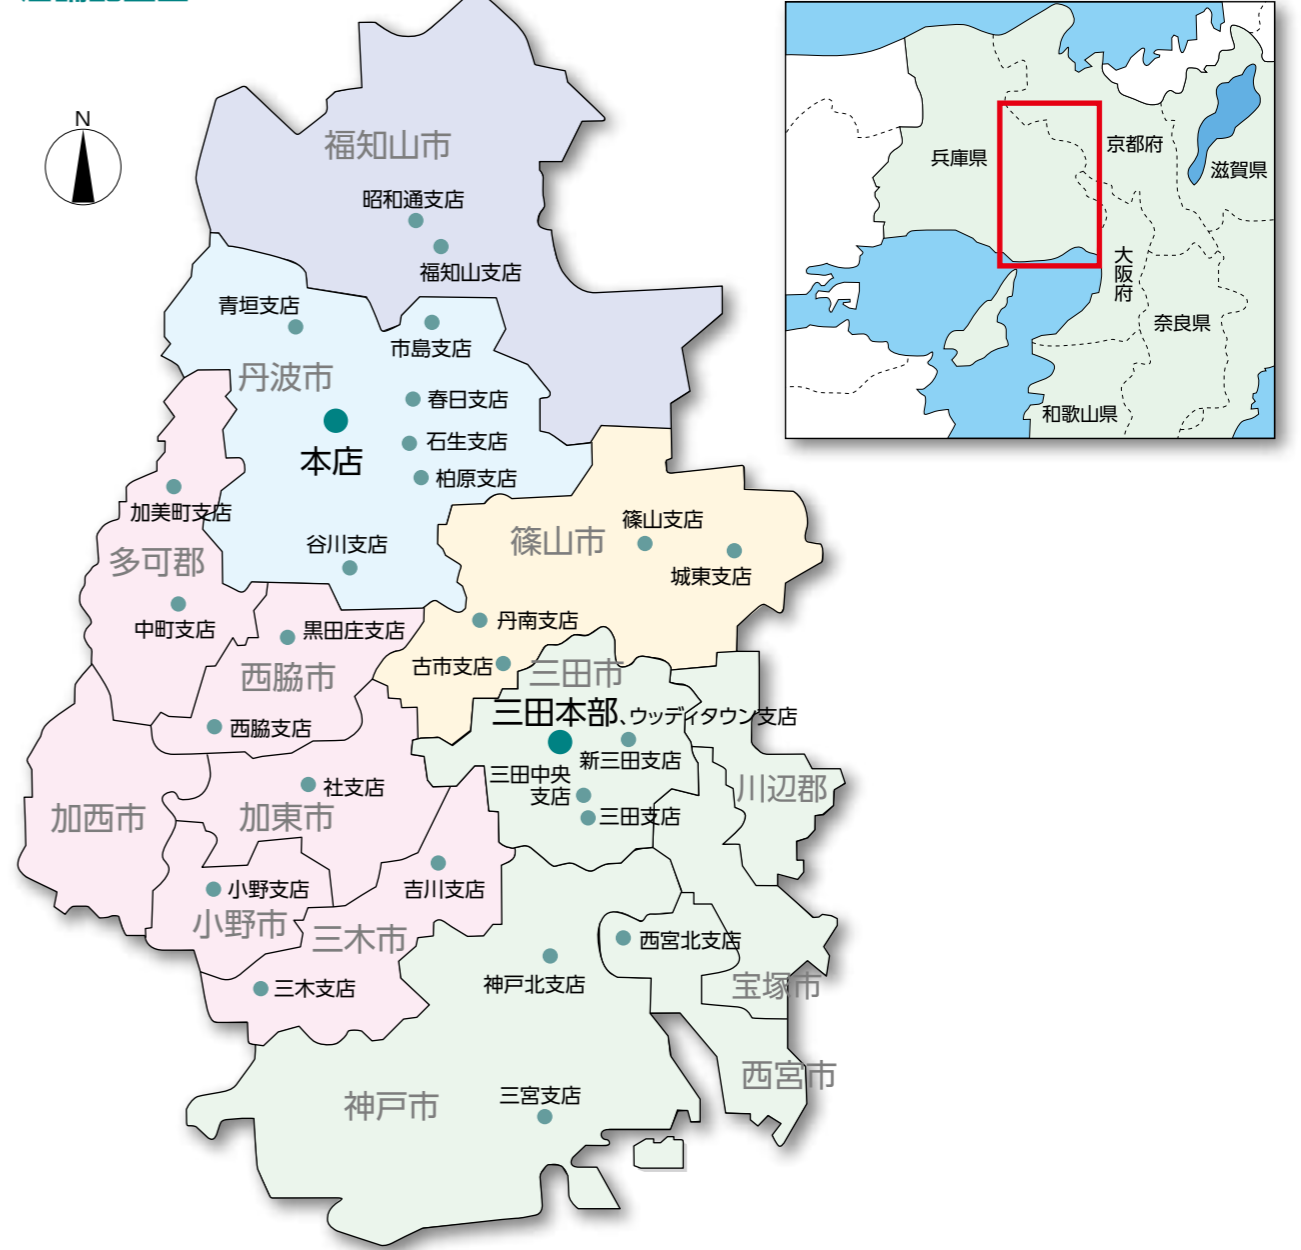 N
福知山市
昭和通支店
福知山支店
青垣支店
市島支店
丹波市
春日支店
本店
石生支店
柏原支店
加美町支店
谷川支店
多可郡
中町支店
篠山市
篠山支店
城東支店
丹南支店
古市支店
黒田庄支店
西脇市
西脇支店
三田市
三田本部、ウッディタウン支店
新三田支店
三田中央
支店
三田支店
川辺郡
加西市
社支店
加東市
吉川支店
小野支店
小野市
三木市
三木支店
西宮北支店
神戸北支店
宝塚市
西宮市
神戸市
三宮支店
兵庫県
京都府
滋賀県
大阪府
奈良県
和歌山県